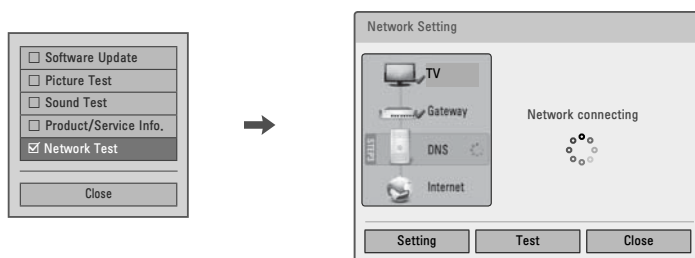 Software Update
Picture Test
Sound Test
Product/Service Info.
Network Test
Close
Network Setting
TV
Gateway
STEP3
DNS
Internet
Network connecting
Setting
Test
Close